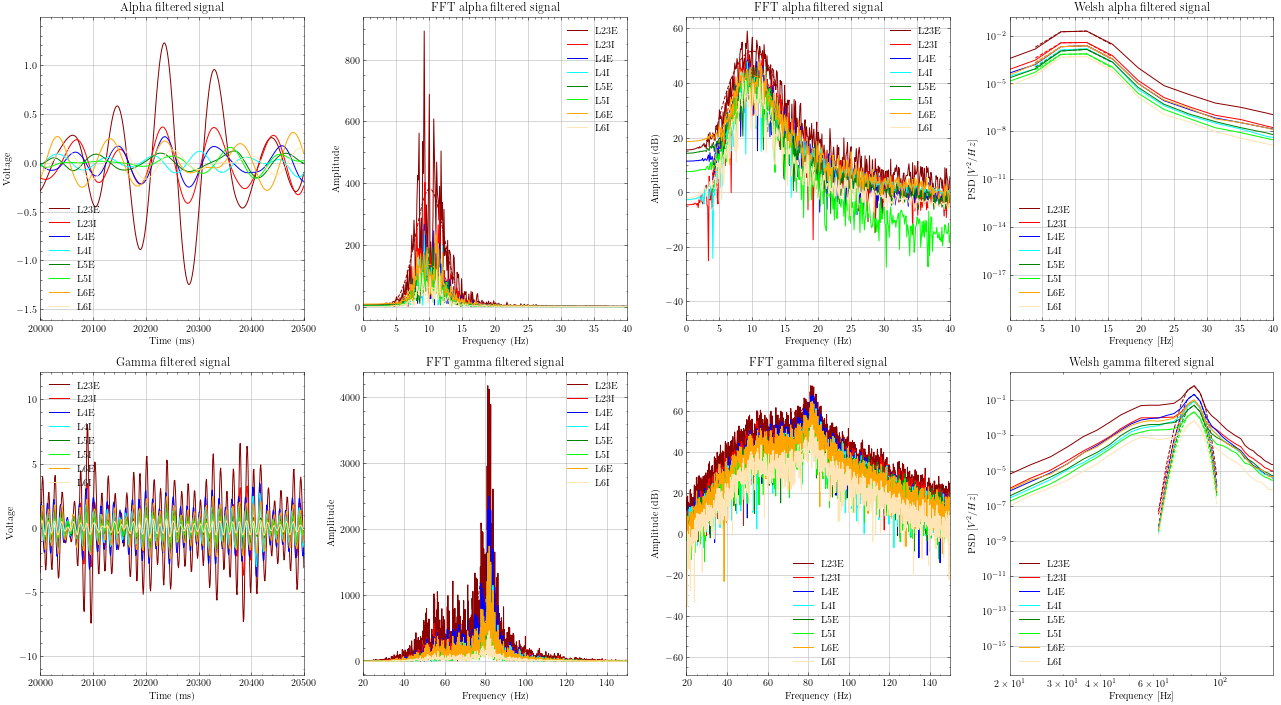 Alpha filtered signal
Voltage
1.0
0.5
0.0
−0.5
−1.0
−1.5
L23E
L23I
L4E
L4I
L5E
L5I
L6E
L6I
20000 20100 20200 20300 20400 20500
Time (ms)
FFT alpha filtered signal
Amplitude
800
600
400
200
0
L23E
L23I
L4E
L4I
L5E
L5I
L6E
L6I
0 5 10 15 20 25 30 35 40
Frequency (Hz)
FFT alpha filtered signal
Amplitude (dB)
60
40
20
0
−20
−40
L23E
L23I
L4E
L4I
L5E
L5I
L6E
L6I
0 5 10 15 20 25 30 35 40
Frequency (Hz)
Welsh alpha filtered signal
PSD [V²/Hz]
10⁻²
10⁻⁵
10⁻⁸
10⁻¹¹
10⁻¹⁴
10⁻¹⁷
L23E
L23I
L4E
L4I
L5E
L5I
L6E
L6I
0 5 10 15 20 25 30 35 40
Frequency [Hz]
Gamma filtered signal
Voltage
10
5
0
−5
−10
L23E
L23I
L4E
L4I
L5E
L5I
L6E
L6I
20000 20100 20200 20300 20400 20500
Time (ms)
FFT gamma filtered signal
Amplitude
4000
3000
2000
1000
0
L23E
L23I
L4E
L4I
L5E
L5I
L6E
L6I
20 40 60 80 100 120 140
Frequency (Hz)
FFT gamma filtered signal
Amplitude (dB)
60
40
20
0
−20
−40
−60
L23E
L23I
L4E
L4I
L5E
L5I
L6E
L6I
20 40 60 80 100 120 140
Frequency (Hz)
Welsh gamma filtered signal
PSD [V²/Hz]
10⁻¹
10⁻³
10⁻⁵
10⁻⁷
10⁻⁹
10⁻¹¹
10⁻¹³
10⁻¹⁵
L23E
L23I
L4E
L4I
L5E
L5I
L6E
L6I
2 × 10¹ 3 × 10¹ 4 × 10¹ 6 × 10¹ 10²
Frequency [Hz]